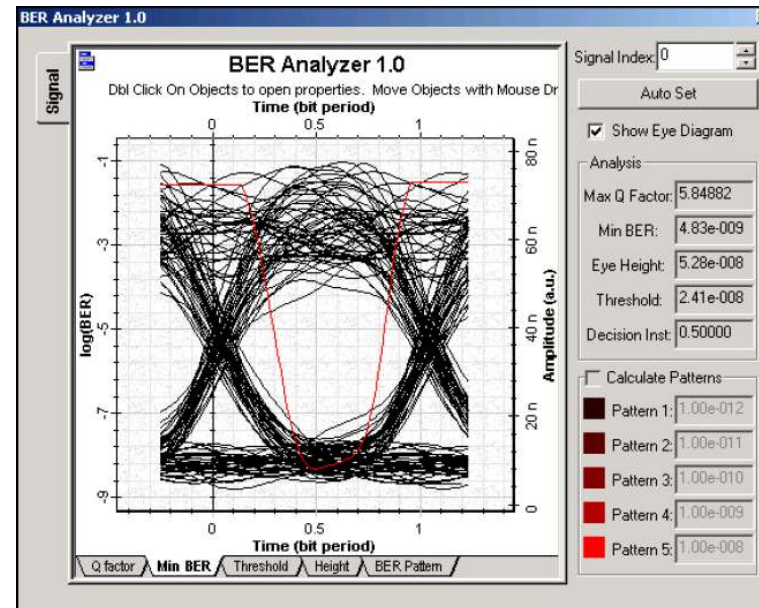 BER Analyzer 1.0
Signal
BER Analyzer 1.0
Dbl Click On Objects to open properties. Move Objects with Mouse Dr
Time (bit period)
0 0.5 1
-1
-3
-5
-7
-9
log(BER)
80 n
60 n
40 n
20 n
0
Amplitude (a.u.)
0 0.5 1
Time (bit period)
Q factor Min BER Threshold Height BER Pattern
Signal Index: 0
Auto Set
Show Eye Diagram
Analysis
Max Q Factor: 5.84882
Min BER: 4.83e-009
Eye Height: 5.28e-008
Threshold: 2.41e-008
Decision Inst: 0.50000
Calculate Patterns
Pattern 1: 1.00e-012
Pattern 2: 1.00e-011
Pattern 3: 1.00e-010
Pattern 4: 1.00e-009
Pattern 5: 1.00e-008